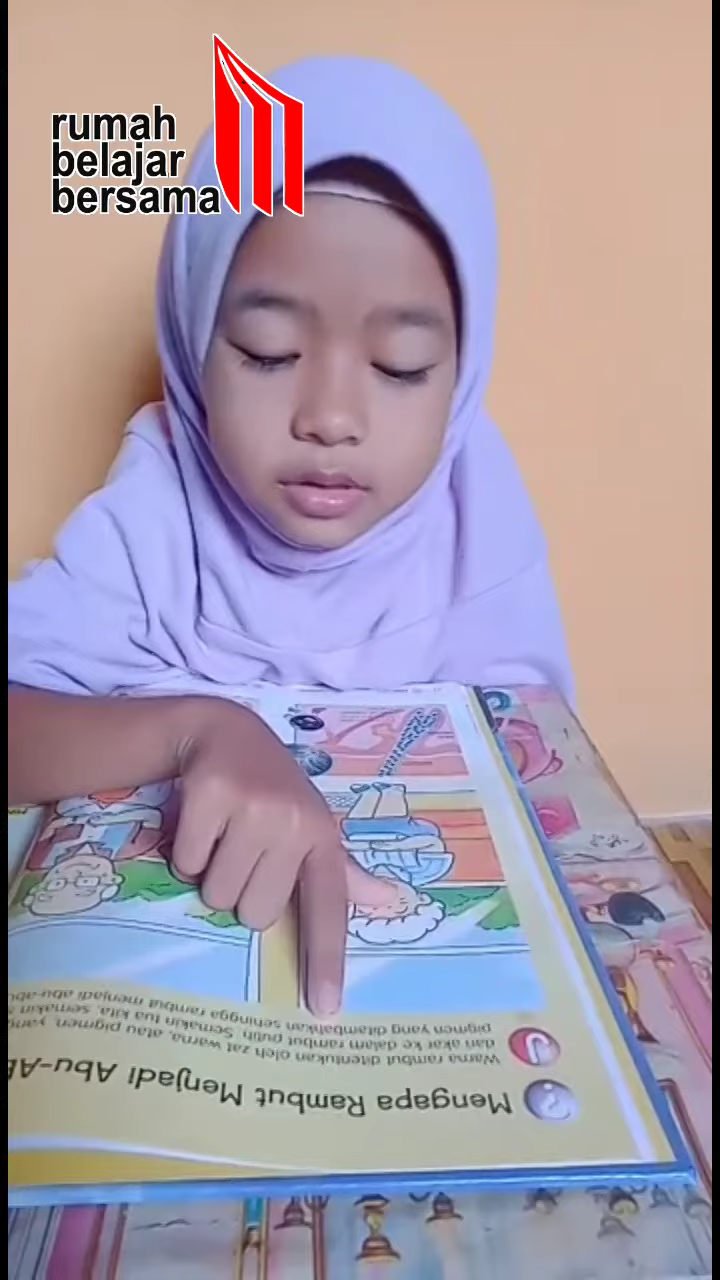 rumah
belajar
bersama
Mengapa Rambut Menjadi Abu-Ab
Warna rambut ditentukan oleh zat warna, atau pigmen, yang
dari akar ke dalam rambut putih. Semakin tua kita, semakin
pigmen yang ditambahkan sehingga rambut menjadi abu-abu